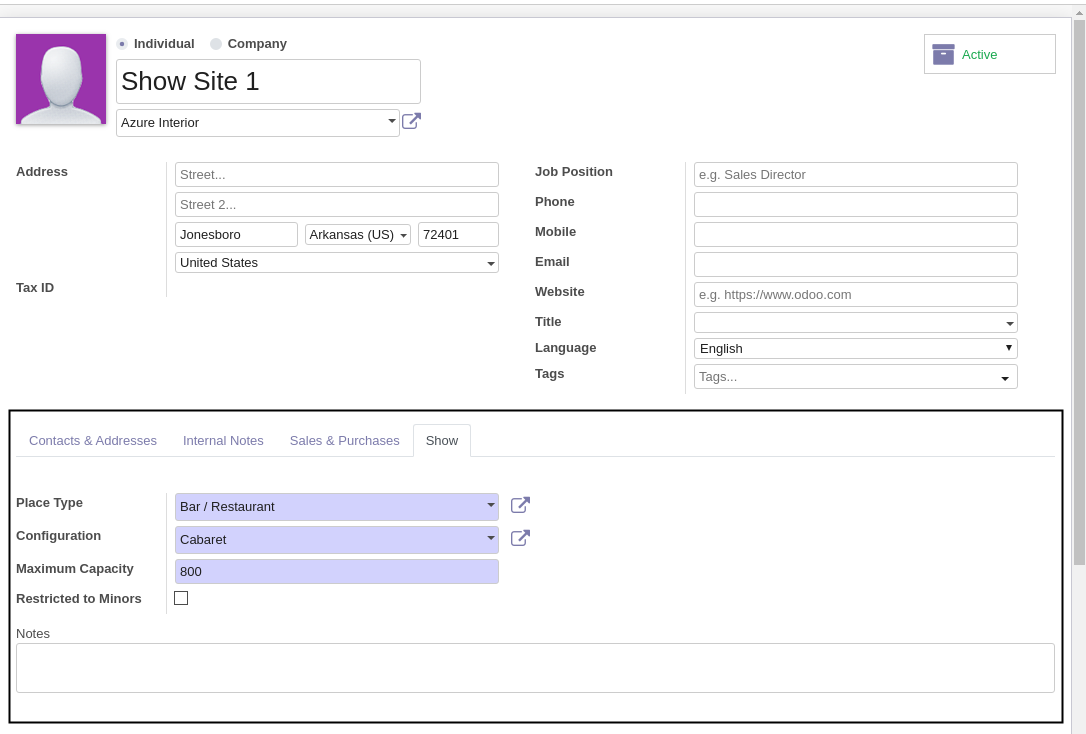 Individual Company
Active
Show Site 1
Azure Interior
Address Street... Job Position e.g. Sales Director
Street 2... Phone
Jonesboro Arkansas (US) 72401 Mobile
United States Email
Tax ID Website e.g. https://www.odoo.com
Title
Language English
Tags Tags...
Contacts & Addresses Internal Notes Sales & Purchases Show
Place Type Bar / Restaurant
Configuration Cabaret
Maximum Capacity 800
Restricted to Minors
Notes